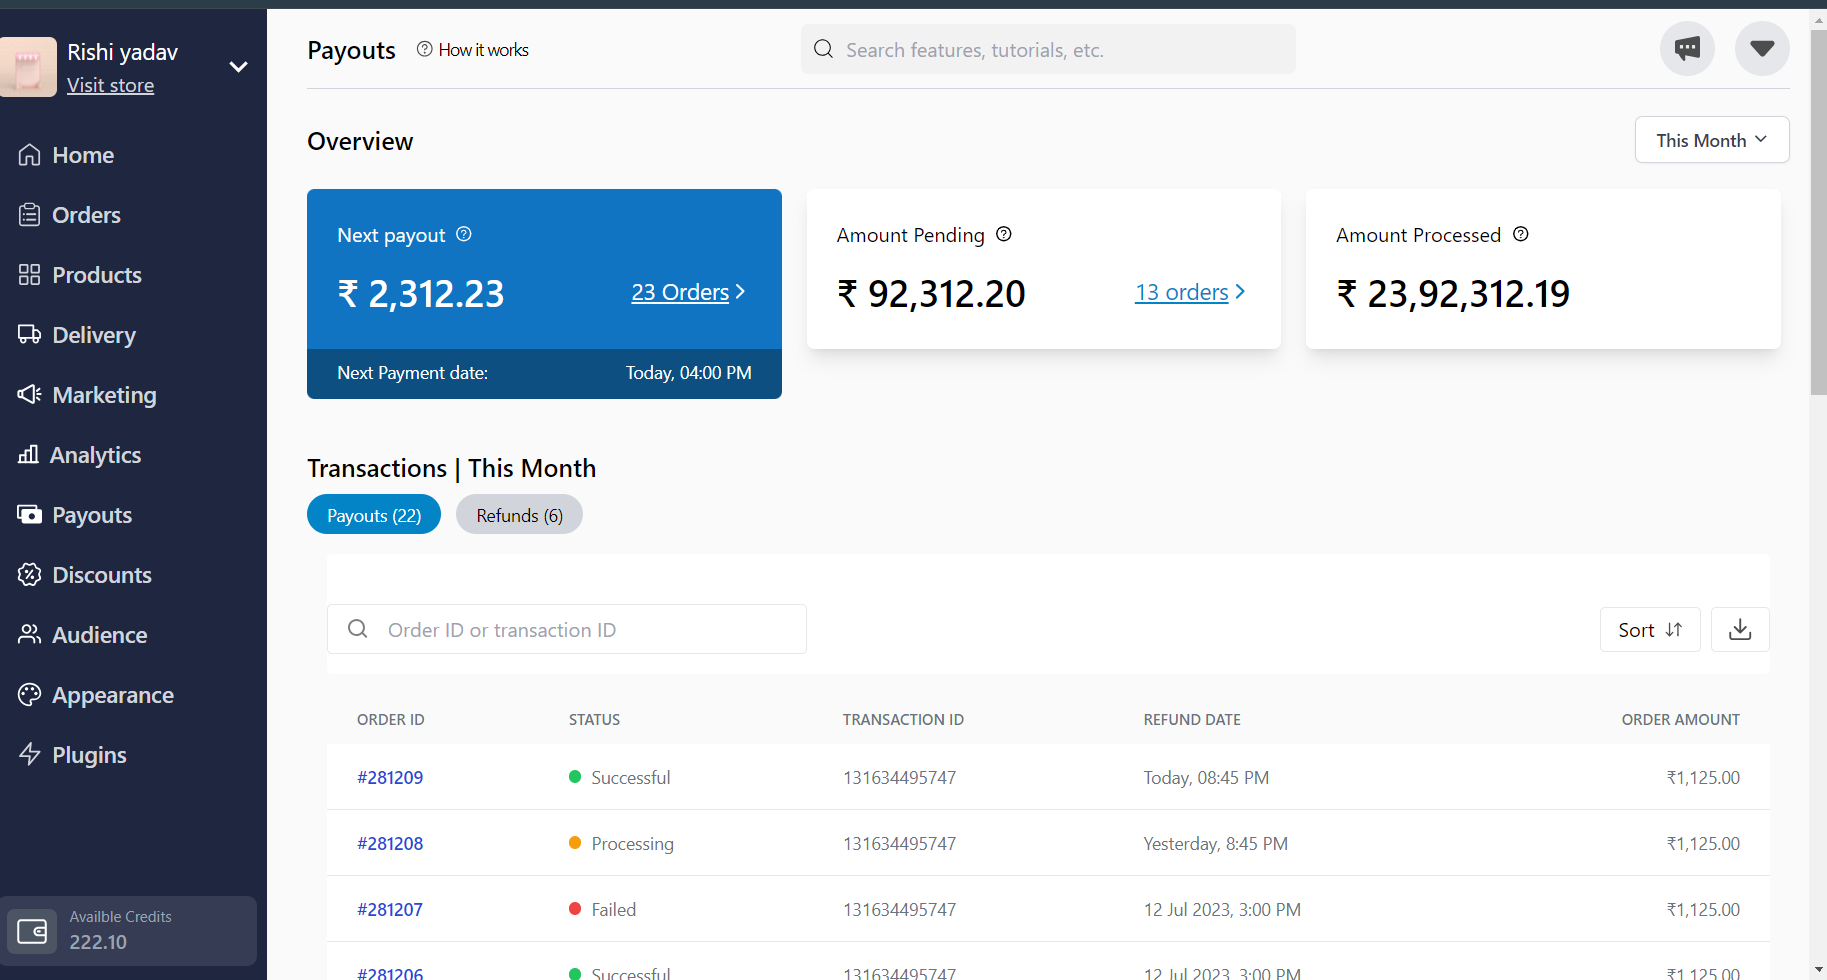 Rishi yadav
Visit store
Home
Orders
Products
Delivery
Marketing
Analytics
Payouts
Discounts
Audience
Appearance
Plugins
Availble Credits
222.10
Payouts How it works Search features, tutorials, etc.
Overview This Month
Next payout
₹ 2,312.23 23 Orders
Next Payment date: Today, 04:00 PM
Amount Pending
₹ 92,312.20 13 orders
Amount Processed
₹ 23,92,312.19
Transactions | This Month
Payouts (22) Refunds (6)
Order ID or transaction ID Sort
ORDER ID STATUS TRANSACTION ID REFUND DATE ORDER AMOUNT
#281209 Successful 131634495747 Today, 08:45 PM ₹1,125.00
#281208 Processing 131634495747 Yesterday, 8:45 PM ₹1,125.00
#281207 Failed 131634495747 12 Jul 2023, 3:00 PM ₹1,125.00
#281206 Successful 131634495747 12 Jul 2023, 3:00 PM ₹1,125.00